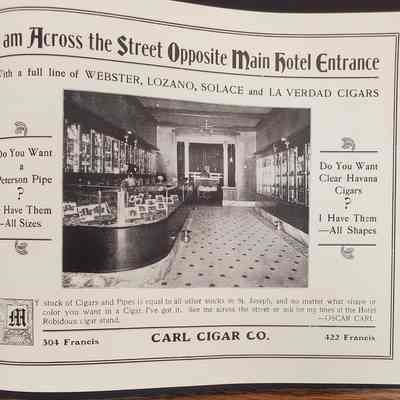 am Across the Street Opposite Main Hotel Entrance
With a full line of WEBSTER, LOZANO, SOLACE and LA VERDAD CIGARS
Do You Want
a
Peterson Pipe
?
I Have Them
—All Sizes
Do You Want
Clear Havana
Cigars
?
I Have Them
—All Shapes
MY stock of Cigars and Pipes is equal to all other stocks in St. Joseph, and no matter what shape or
color you want in a Cigar I've got it. See me across the street or ask for my lines at the Hotel
Robidoux cigar stand. —OSCAR CARL.
304 Francis CARL CIGAR CO. 422 Francis